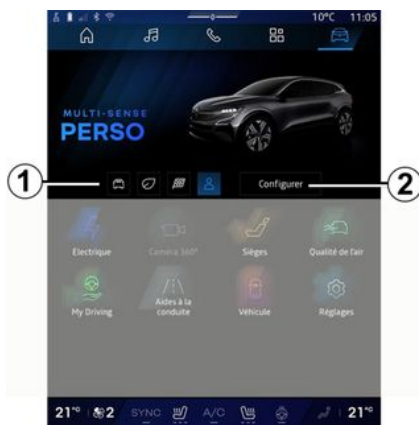 10°C 11:05
MULTI-SENSE
PERSO
1
Configurer
2
Electrique
Caméra 360°
Sièges
Qualité de l'air
My Driving
Aides à la
conduite
Véhicule
Réglages
21°C 2 SYNC A/C 21°C